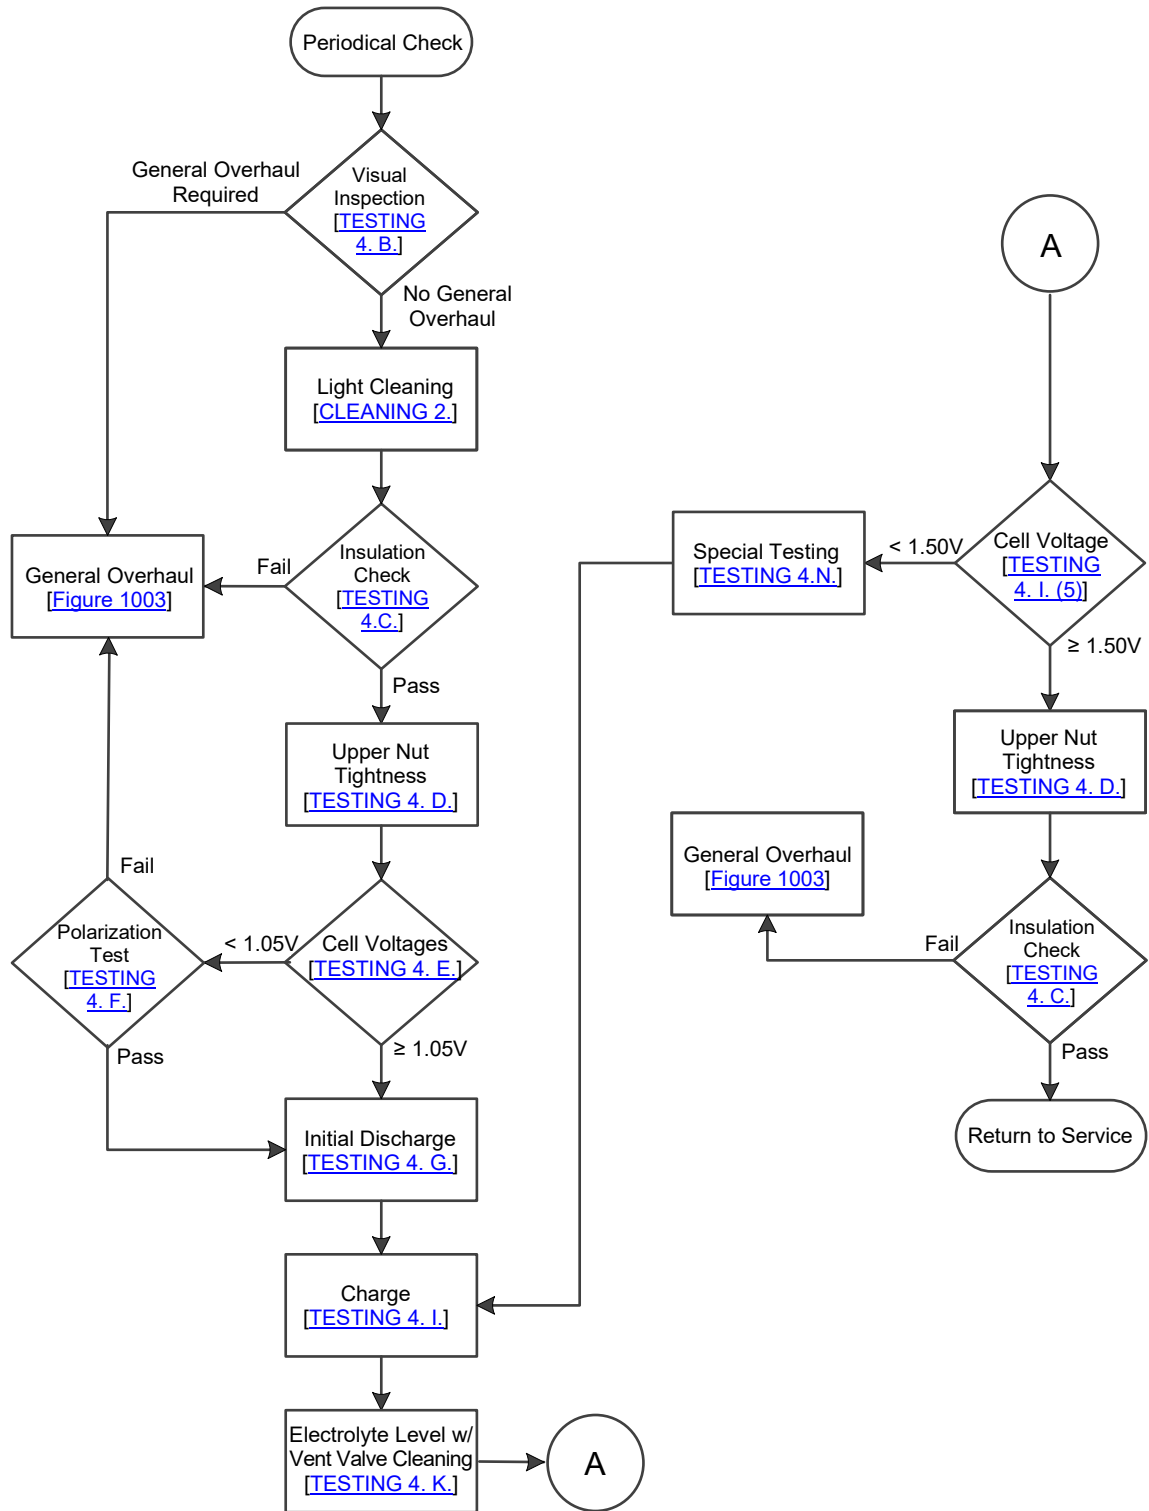 Periodical Check
General Overhaul
Required
Visual
Inspection
[TESTING
4. B.]
No General
Overhaul
Light Cleaning
[CLEANING 2.]
General Overhaul
[Figure 1003]
Fail
Insulation
Check
[TESTING
4.C.]
Pass
Upper Nut
Tightness
[TESTING 4. D.]
Fail
Polarization
Test
[TESTING
4. F.]
< 1.05V
Cell Voltages
[TESTING 4. E.]
Pass
≥ 1.05V
Initial Discharge
[TESTING 4. G.]
Charge
[TESTING 4. I.]
Electrolyte Level w/
Vent Valve Cleaning
[TESTING 4. K.]
A
A
Special Testing
[TESTING 4.N.]
< 1.50V
Cell Voltage
[TESTING
4. I. (5)]
≥ 1.50V
Upper Nut
Tightness
[TESTING 4. D.]
General Overhaul
[Figure 1003]
Fail
Insulation
Check
[TESTING
4. C.]
Pass
Return to Service